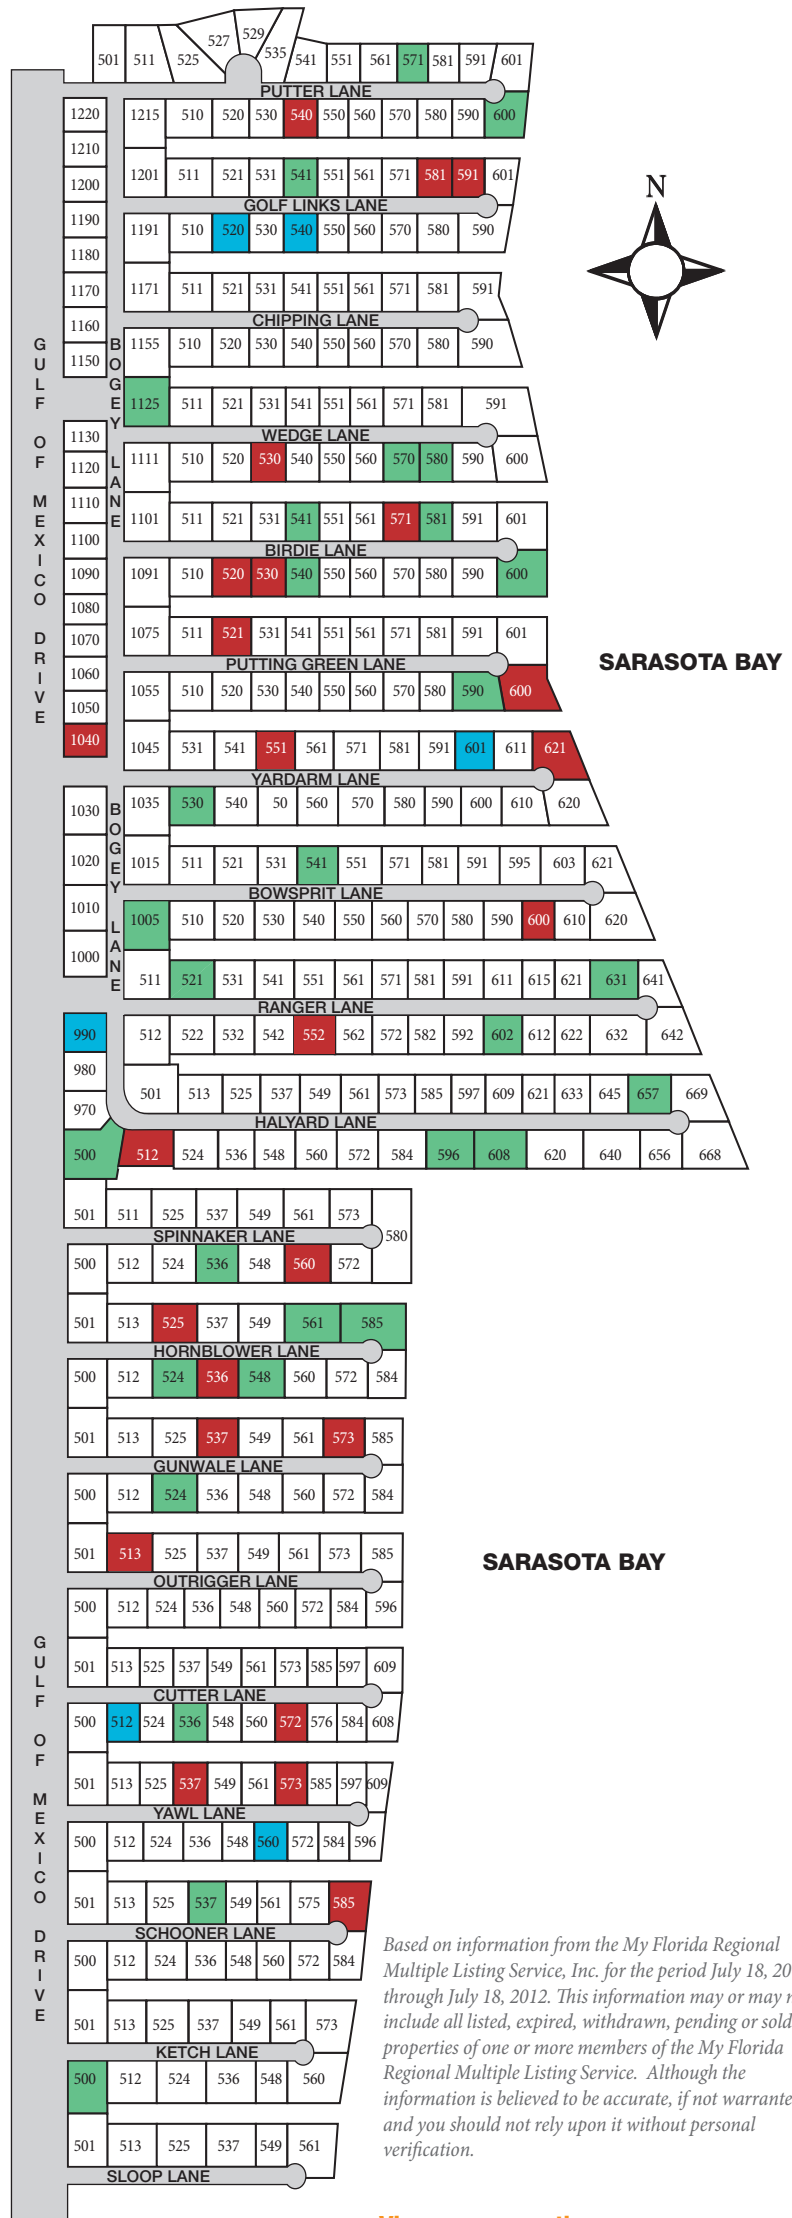 501 511 525 527 529 535 541 551 561 571 581 591 601
PUTTER LANE
1220 1215 510 520 530 540 550 560 570 580 590 600
1210
1200 1201 511 521 531 541 551 561 571 581 591 601
GOLF LINKS LANE
1190 1191 510 520 530 540 550 560 570 580 590
1180
1170 1171 511 521 531 541 551 561 571 581 591
CHIPPING LANE
1160
1150 1155 510 520 530 540 550 560 570 580 590
1125 511 521 531 541 551 561 571 581 591
WEDGE LANE
1130
1120 1111 510 520 530 540 550 560 570 580 590 600
1110
1100 1101 511 521 531 541 551 561 571 581 591 601
BIRDIE LANE
1090 1091 510 520 530 540 550 560 570 580 590 600
1080
1070 1075 511 521 531 541 551 561 571 581 591 601
PUTTING GREEN LANE
1060
1050 1055 510 520 530 540 550 560 570 580 590 600
1040 1045 531 541 551 561 571 581 591 601 611 621
YARDARM LANE
1030 1035 530 540 50 560 570 580 590 600 610 620
1020 1015 511 521 531 541 551 571 581 591 595 603 621
BOWSPRIT LANE
1010 1005 510 520 530 540 550 560 570 580 590 600 610 620
1000
511 521 531 541 551 561 571 581 591 611 615 621 631 641
RANGER LANE
990 512 522 532 542 552 562 572 582 592 602 612 622 632 642
980
970 501 513 525 537 549 561 573 585 597 609 621 633 645 657 669
HALYARD LANE
500 512 524 536 548 560 572 584 596 608 620 640 656 668
501 511 525 537 549 561 573 580
SPINNAKER LANE
500 512 524 536 548 560 572
501 513 525 537 549 561 585
HORNBLOWER LANE
500 512 524 536 548 560 572 584
501 513 525 537 549 561 573 585
GUNWALE LANE
500 512 524 536 548 560 572 584
501 513 525 537 549 561 573 585
OUTRIGGER LANE
500 512 524 536 548 560 572 584 596
501 513 525 537 549 561 573 585 597 609
CUTTER LANE
500 512 524 536 548 560 572 576 584 608
501 513 525 537 549 561 573 585 597 609
YAWL LANE
500 512 524 536 548 560 572 584 596
501 513 525 537 549 561 575 585
SCHOONER LANE
500 512 524 536 548 560 572 584
501 513 525 537 549 561 573
KETCH LANE
500 512 524 536 548 560
501 513 525 537 549 561
SLOOP LANE
GULF OF MEXICO DRIVE
BOGEY LANE
BOGEY LANE
GULF OF MEXICO DRIVE
N
SARASOTA BAY
SARASOTA BAY
Based on information from the My Florida Regional
Multiple Listing Service, Inc. for the period July 18, 20
through July 18, 2012. This information may or may n
include all listed, expired, withdrawn, pending or sold
properties of one or more members of the My Florida
Regional Multiple Listing Service. Although the
information is believed to be accurate, if not warrante
and you should not rely upon it without personal
verification.